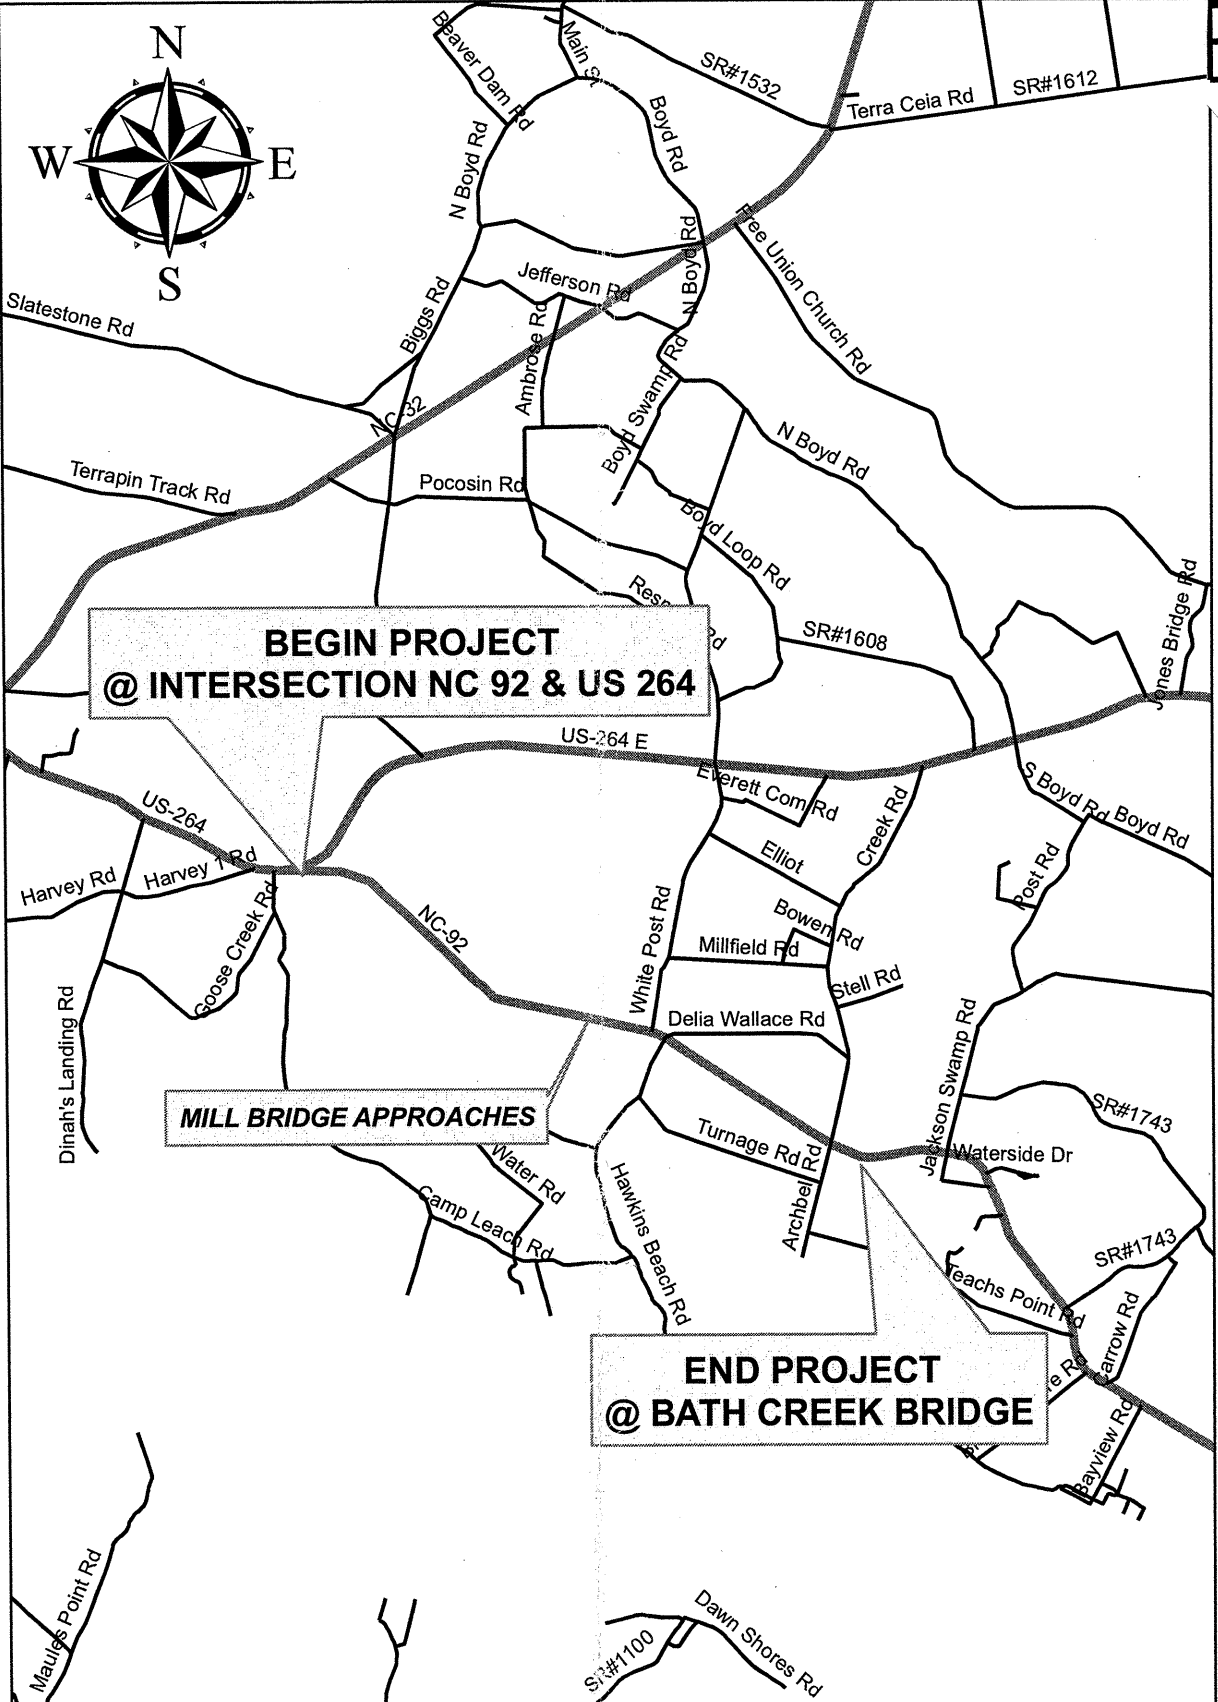 N
W
E
S
Beaver Dam Rd
Main St
SR#1532
Terra Ceia Rd
SR#1612
N Boyd Rd
Boyd Rd
N Boyd Rd
Free Union Church Rd
Jefferson Rd
Slatestone Rd
Biggs Rd
Ambrose Rd
NC-32
Boyd Swamp Rd
N Boyd Rd
Terrapin Track Rd
Pocosin Rd
Boyd Loop Rd
Jones Bridge Rd
SR#1608
BEGIN PROJECT
@ INTERSECTION NC 92 & US 264
US-264 E
US-264
Everett Com Rd
Creek Rd
S Boyd Rd
Boyd Rd
Harvey Rd
Harvey 1 Rd
Elliot
Post Rd
Goose Creek Rd
NC-92
White Post Rd
Bowen Rd
Millfield Rd
Stell Rd
Dinah's Landing Rd
Delia Wallace Rd
Jackson Swamp Rd
MILL BRIDGE APPROACHES
SR#1743
Turnage Rd
Waterside Dr
Water Rd
Archbel Rd
Camp Leach Rd
Hawkins Beach Rd
SR#1743
Teachs Point Rd
Carrow Rd
END PROJECT
@ BATH CREEK BRIDGE
Bayview Rd
Maules Point Rd
SR#1100
Dawn Shores Rd